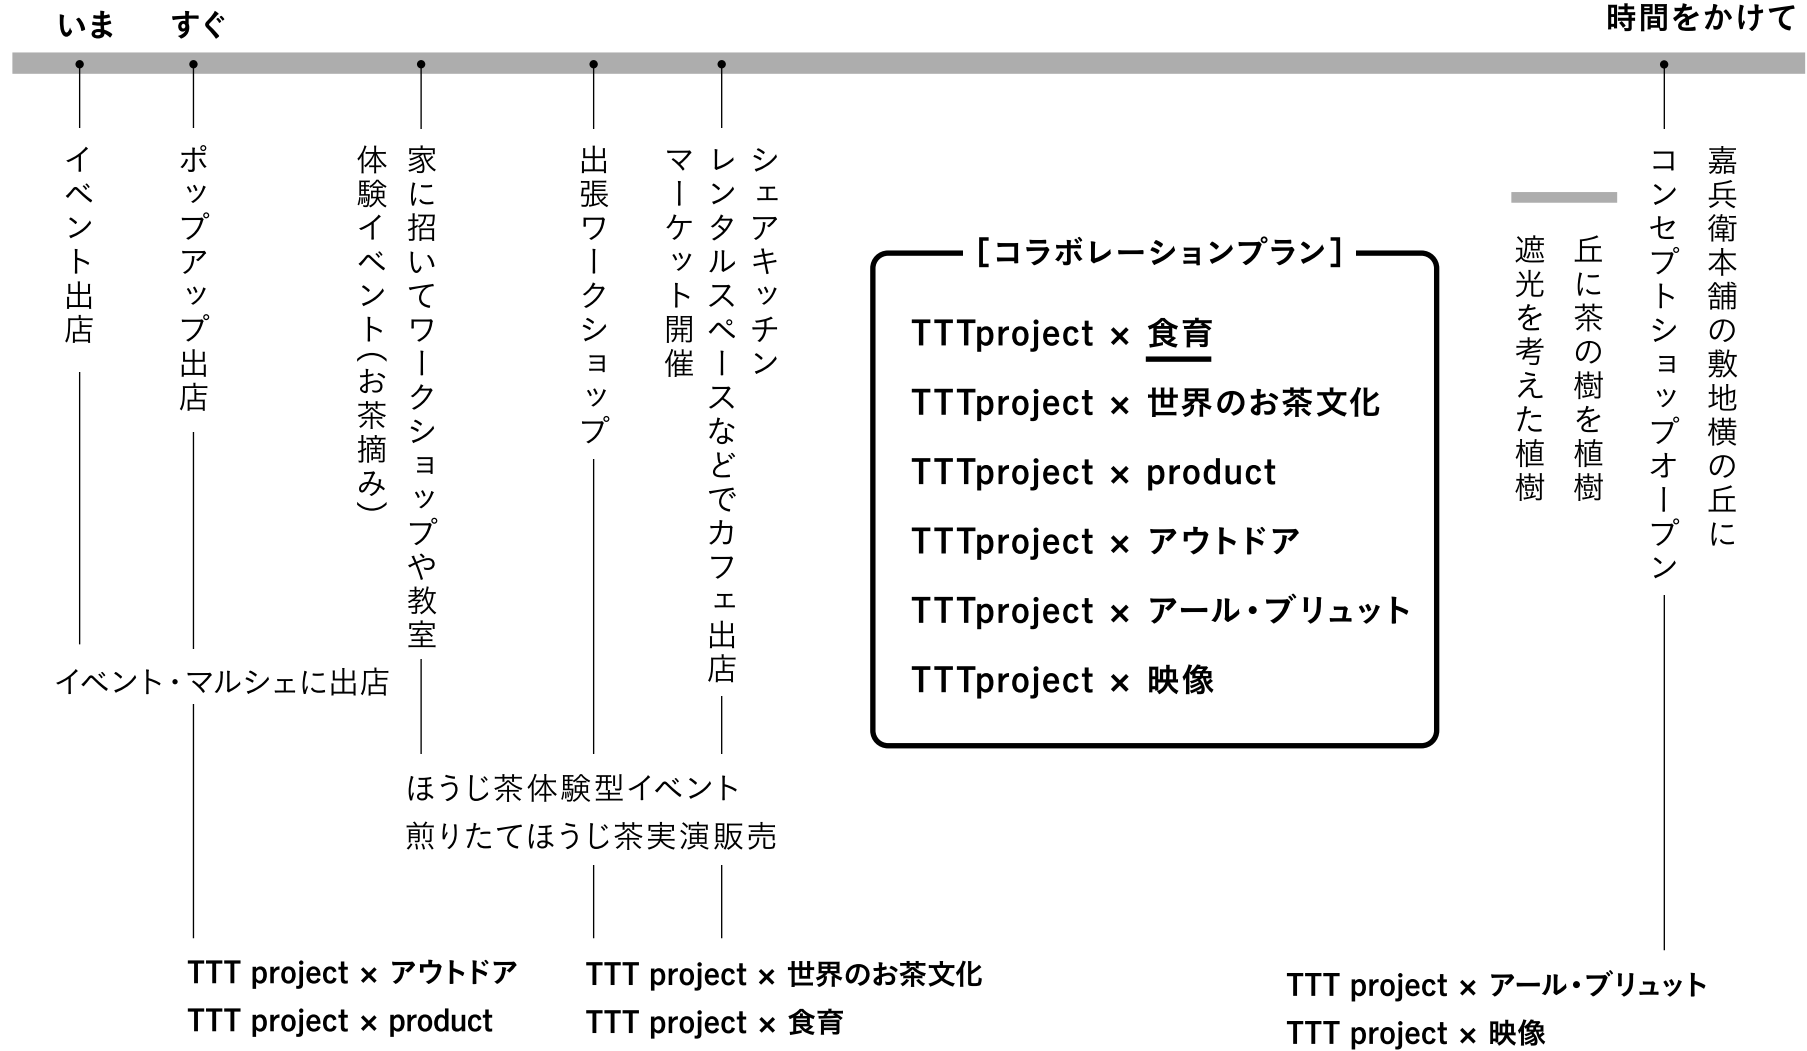 いま
すぐ
時間をかけて
イベント出店
ポップアップ出店
家に招いてワークショップや教室
体験イベント(お茶摘み)
出張ワークショップ
シェアキッチン
レンタルスペースなどでカフェ出店
マーケット開催
[コラボレーションプラン]
TTTproject × 食育
TTTproject × 世界のお茶文化
TTTproject × product
TTTproject × アウトドア
TTTproject × アール・ブリュット
TTTproject × 映像
嘉兵衛本舗の敷地横の丘に
コンセプトショップオープン
丘に茶の樹を植樹
遮光を考えた植樹
イベント・マルシェに出店
ほうじ茶体験型イベント
煎りたてほうじ茶実演販売
TTT project × アウトドア
TTT project × product
TTT project × 世界のお茶文化
TTT project × 食育
TTT project × アール・ブリュット
TTT project × 映像